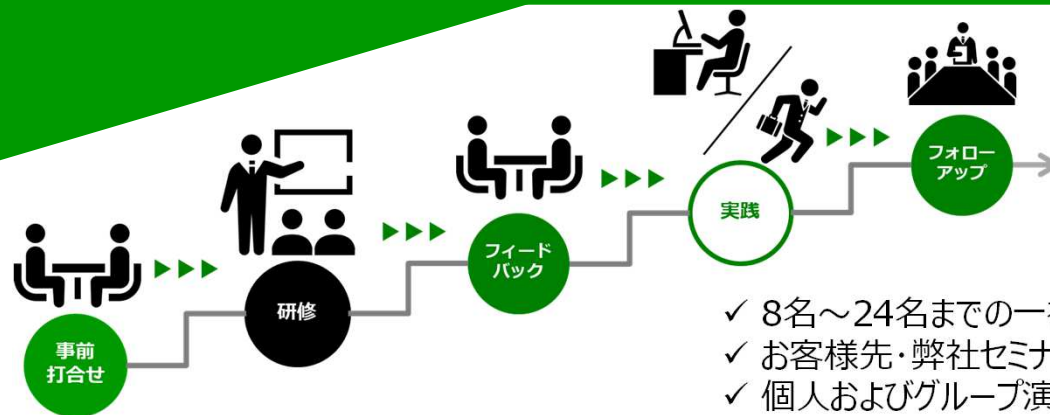 事前
打合せ
研修
フィード
バック
実践
フォロー
アップ
✓ 8名～24名までの一
✓ お客様先・弊社セミナ
✓ 個人およびグループ演